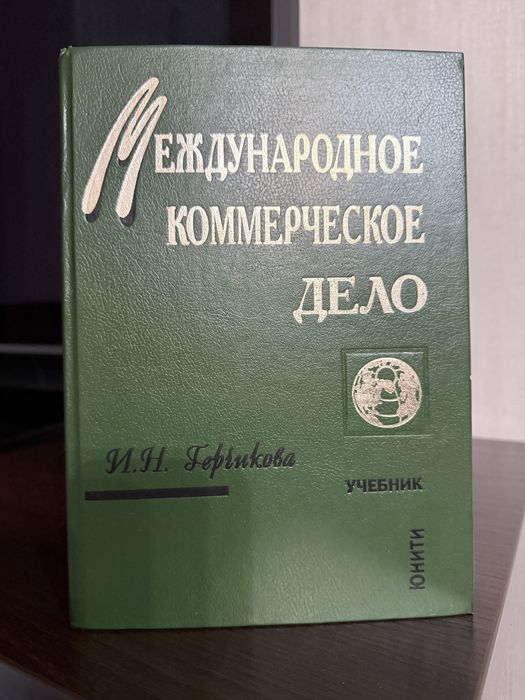 МЕЖДУНАРОДНОЕ
КОММЕРЧЕСКОЕ
ДЕЛО
И.Н. Герчикова
УЧЕБНИК
ЮНИТИ